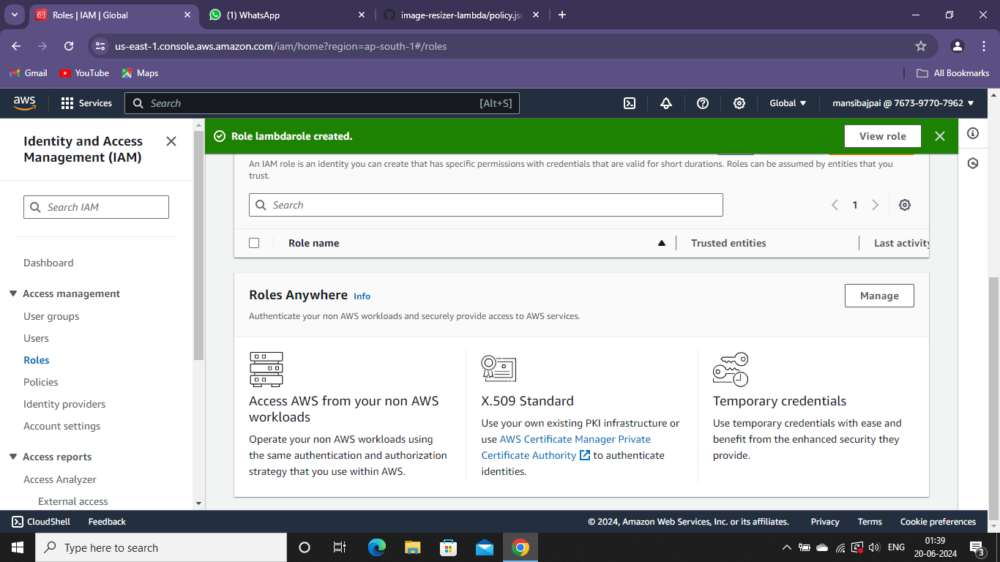 Roles | IAM | Global
(1) WhatsApp
image-resizer-lambda/policy.jso
us-east-1.console.aws.amazon.com/iam/home?region=ap-south-1#/roles
Gmail
YouTube
Maps
All Bookmarks
aws
Services
Search
[Alt+S]
Global
mansibajpai @ 7673-9770-7962
Identity and Access
Management (IAM)
Search IAM
Dashboard
Access management
User groups
Users
Roles
Policies
Identity providers
Account settings
Access reports
Access Analyzer
External access
Role lambdarole created.
View role
An IAM role is an identity you can create that has specific permissions with credentials that are valid for short durations. Roles can be assumed by entities that you
trust.
Search
1
Role name
Trusted entities
Last activity
Roles Anywhere Info
Manage
Authenticate your non AWS workloads and securely provide access to AWS services.
Access AWS from your non AWS
workloads
Operate your non AWS workloads using
the same authentication and authorization
strategy that you use within AWS.
X.509 Standard
Use your own existing PKI infrastructure or
use AWS Certificate Manager Private
Certificate Authority to authenticate
identities.
Temporary credentials
Use temporary credentials with ease and
benefit from the enhanced security they
provide.
CloudShell
Feedback
© 2024, Amazon Web Services, Inc. or its affiliates.
Privacy
Terms
Cookie preferences
Type here to search
ENG
01:39
20-06-2024
3